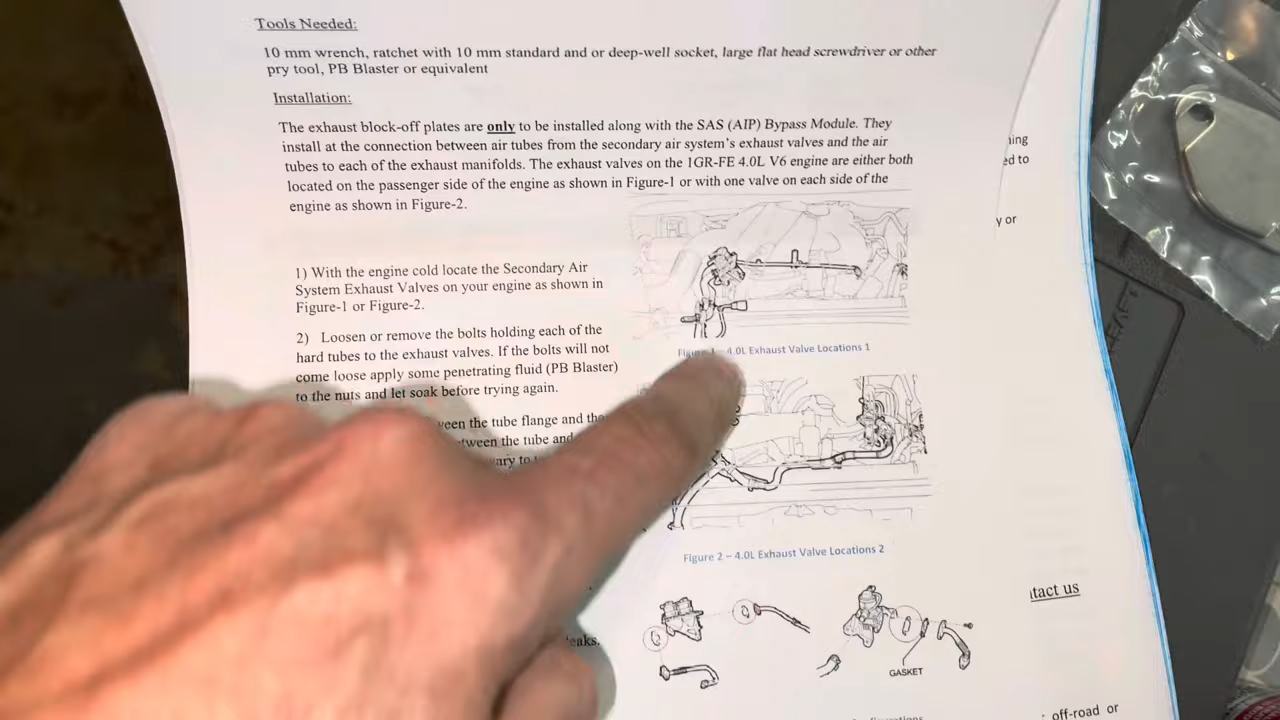 Tools Needed:
10 mm wrench, ratchet with 10 mm standard and or deep-well socket, large flat head screwdriver or other
pry tool, PB Blaster or equivalent
Installation:
The exhaust block-off plates are only to be installed along with the SAS (AIP) Bypass Module. They
install at the connection between air tubes from the secondary air system's exhaust valves and the air
tubes to each of the exhaust manifolds. The exhaust valves on the 1GR-FE 4.0L V6 engine are either both
located on the passenger side of the engine as shown in Figure-1 or with one valve on each side of the
engine as shown in Figure-2.
1) With the engine cold locate the Secondary Air
System Exhaust Valves on your engine as shown in
Figure-1 or Figure-2.
2) Loosen or remove the bolts holding each of the
hard tubes to the exhaust valves. If the bolts will not
come loose apply some penetrating fluid (PB Blaster)
to the nuts and let soak before trying again.
the tube flange and
the tube and
to
Figure 1 – 4.0L Exhaust Valve Locations 1
Figure 2 – 4.0L Exhaust Valve Locations 2
GASKET
ed to
y or
us
off-road or